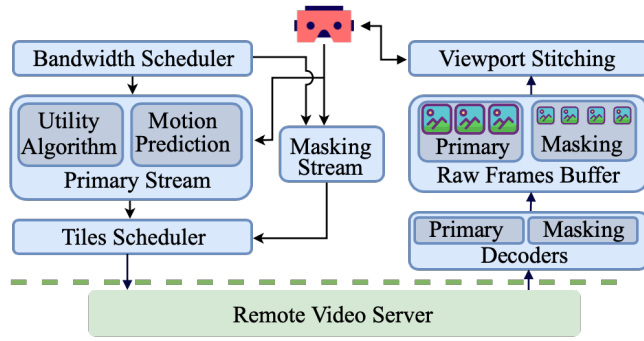 Bandwidth Scheduler
Utility
Algorithm
Motion
Prediction
Primary Stream
Masking
Stream
Tiles Scheduler
Viewport Stitching
Primary
Masking
Raw Frames Buffer
Primary
Masking
Decoders
Remote Video Server